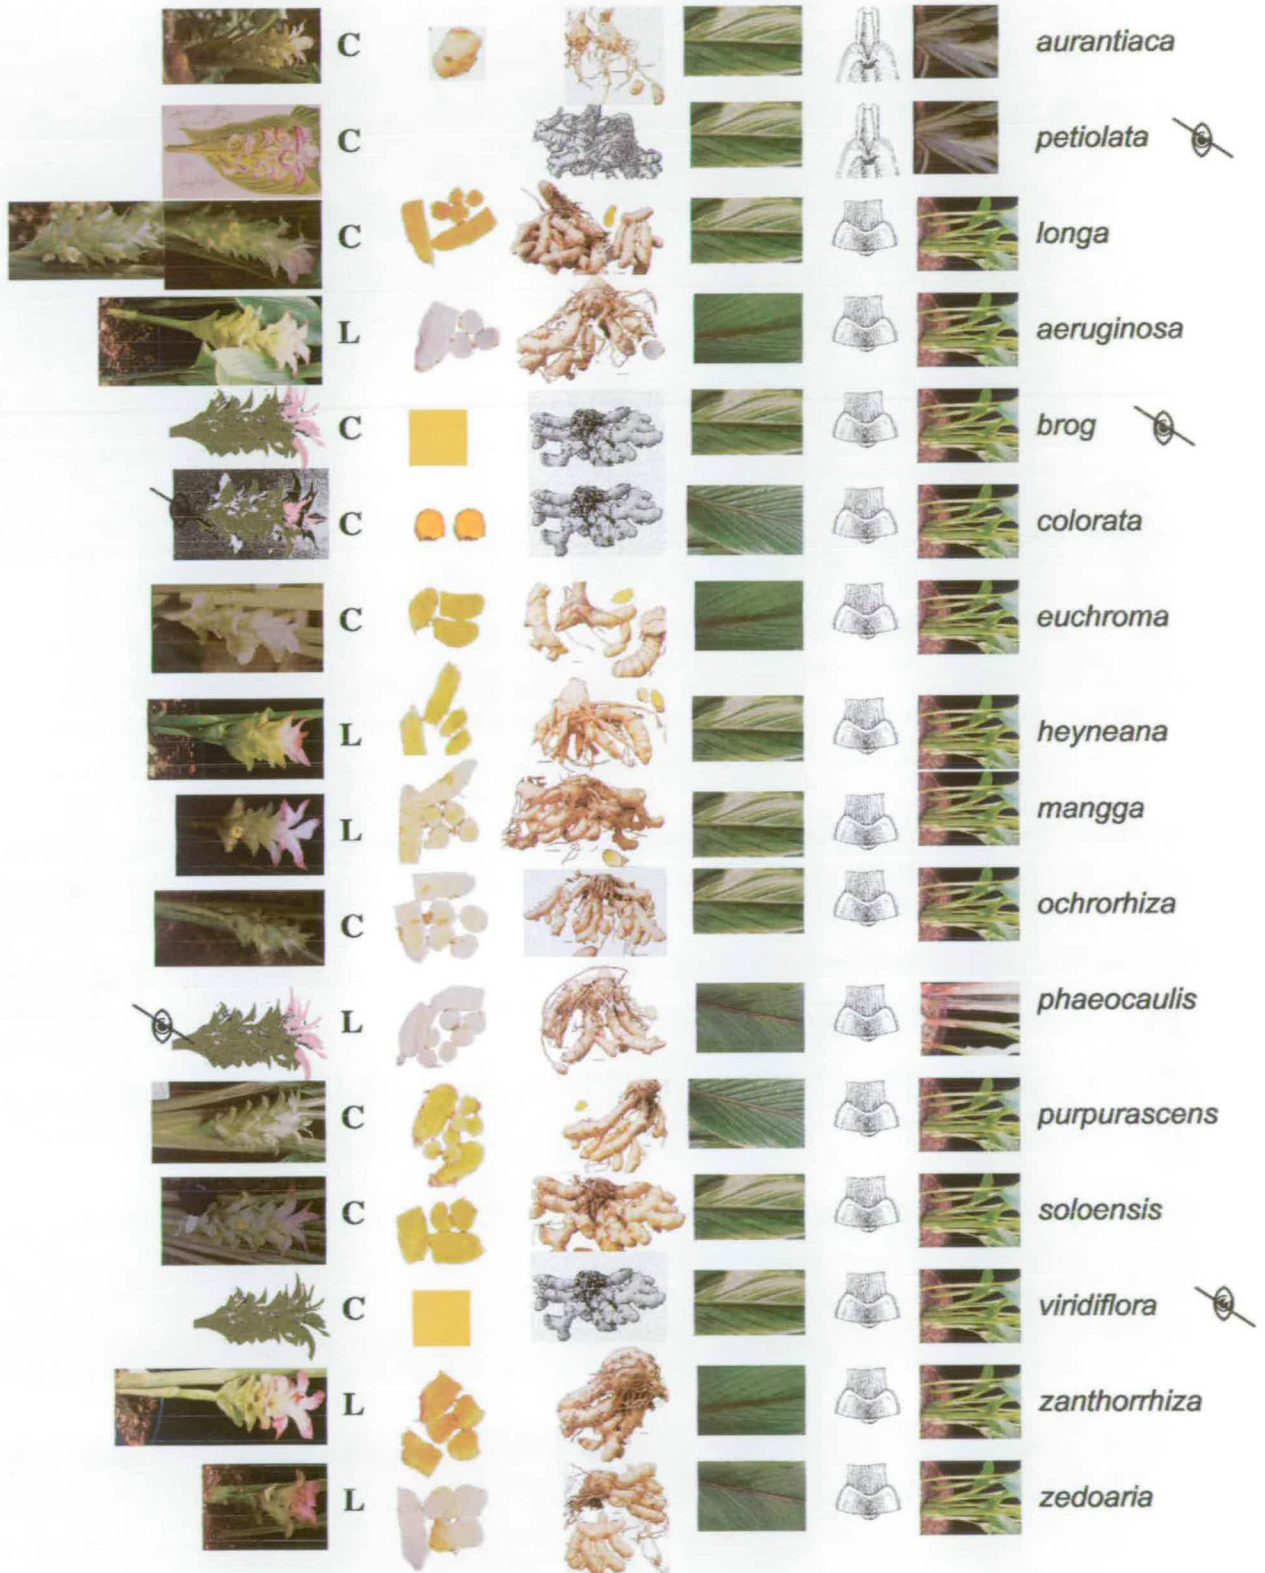 C aurantiaca
C petiolata
C longa
L aeruginosa
C brog
C colorata
C euchroma
L heyneana
L mangga
C ochrorhiza
L phaeocaulis
C purpurascens
C soloensis
C viridiflora
L zanthorrhiza
L zedoaria